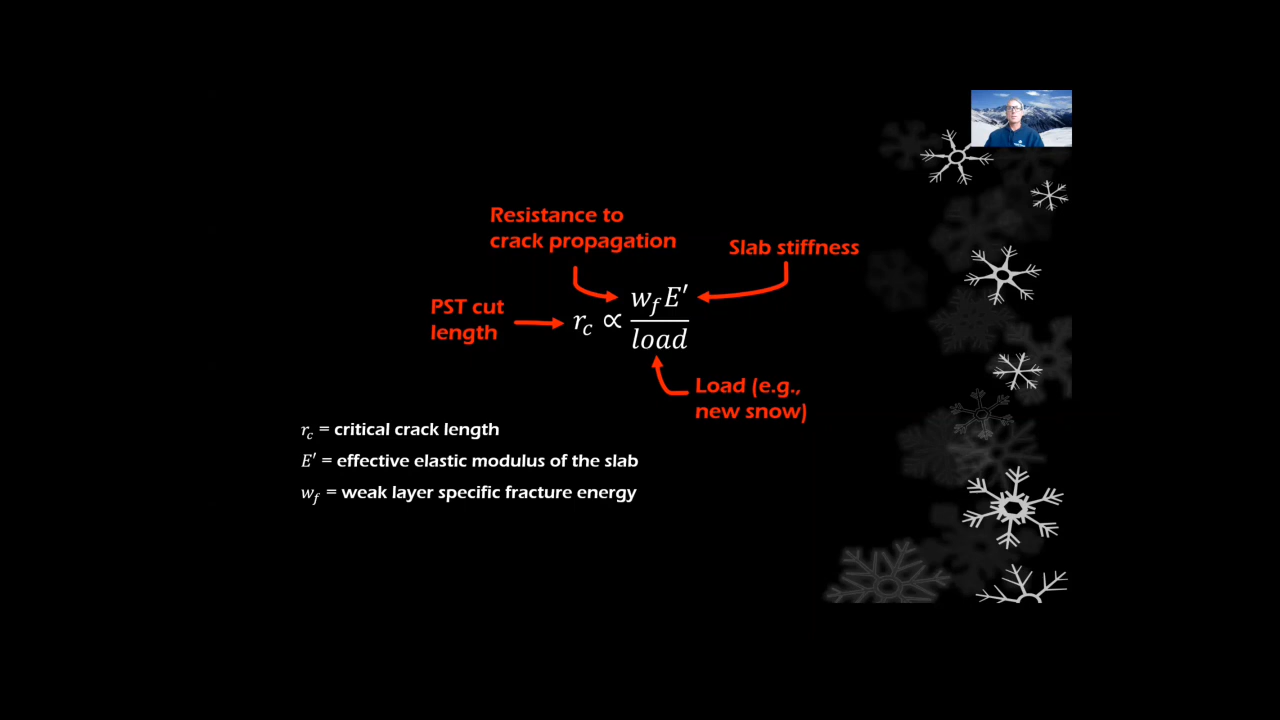 Resistance to
crack propagation
Slab stiffness
PST cut
length
r_c ∝ w_f E′ / load
Load (e.g.,
new snow)
r_c = critical crack length
E′ = effective elastic modulus of the slab
w_f = weak layer specific fracture energy